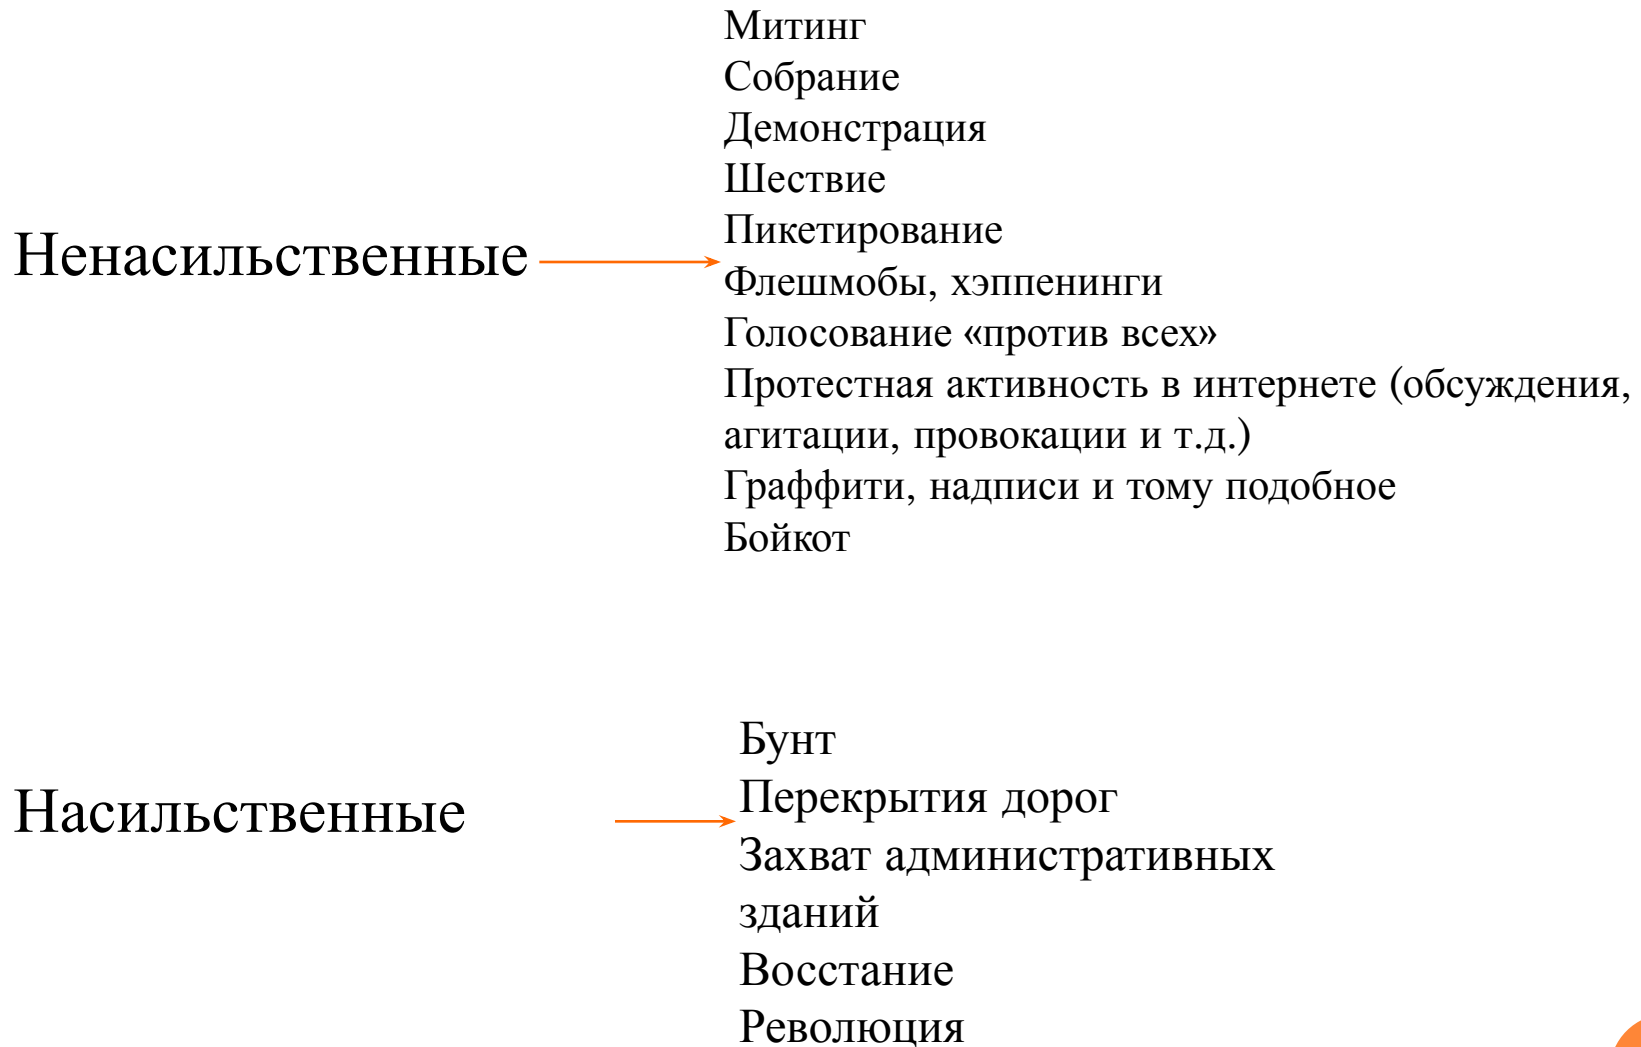 Митинг
Собрание
Демонстрация
Шествие
Пикетирование
Ненасильственные
Флешмобы, хэппенинги
Голосование «против всех»
Протестная активность в интернете (обсуждения,
агитации, провокации и т.д.)
Граффити, надписи и тому подобное
Бойкот
Бунт
Перекрытия дорог
Насильственные
Захват административных
зданий
Восстание
Революция